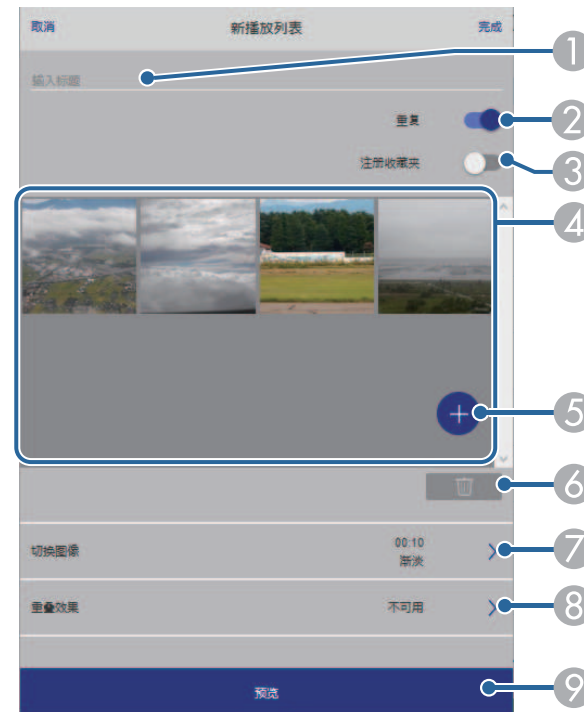 取消 新播放列表 完成
输入标题
1
重复
2
注册收藏夹
3
4
5
6
切换图像
00:10
渐淡
7
重叠效果 不可用
8
预览
9